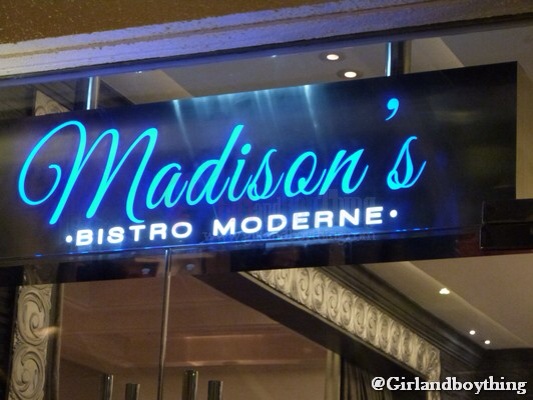 Madison's
•BISTRO MODERNE•
@Girlandboything